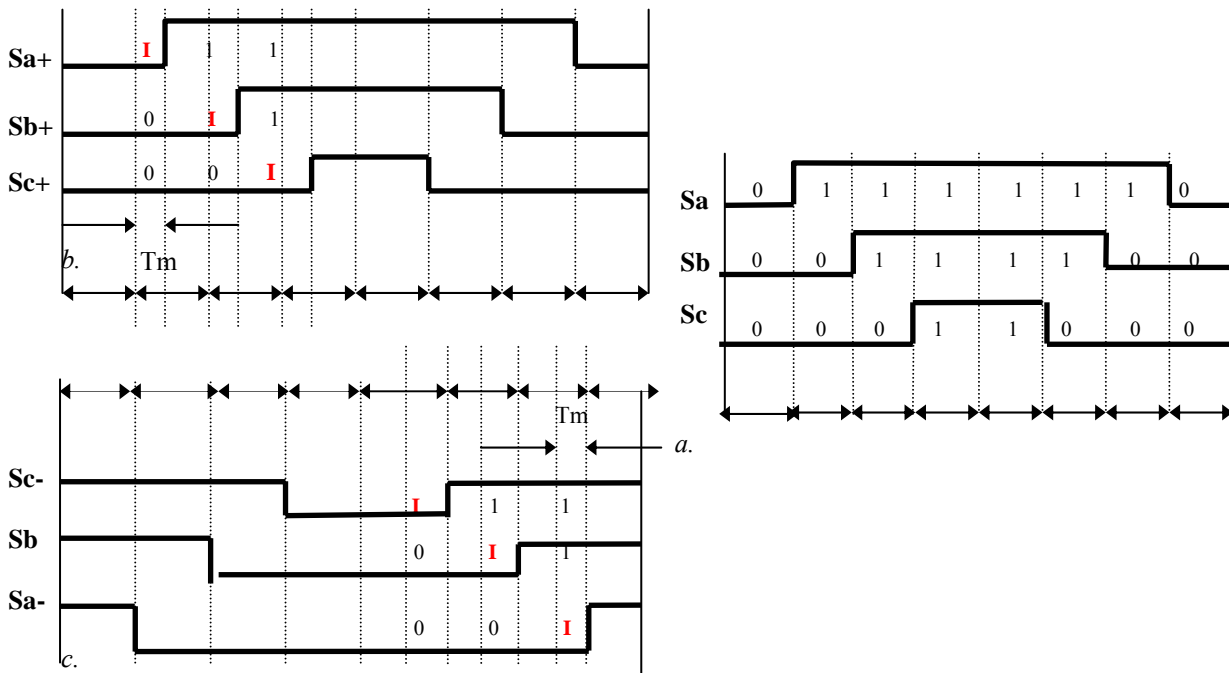 Sa+ I 1 1
Sb+ 0 I 1
Sc+ 0 0 I
b. Tm
Sa 0 1 1 1 1 1 1 0
Sb 0 0 1 1 1 1 0 0
Sc 0 0 0 1 1 0 0 0
Tm
a.
Sc- I 1 1
Sb 0 I 1
Sa- 0 0 I
c.